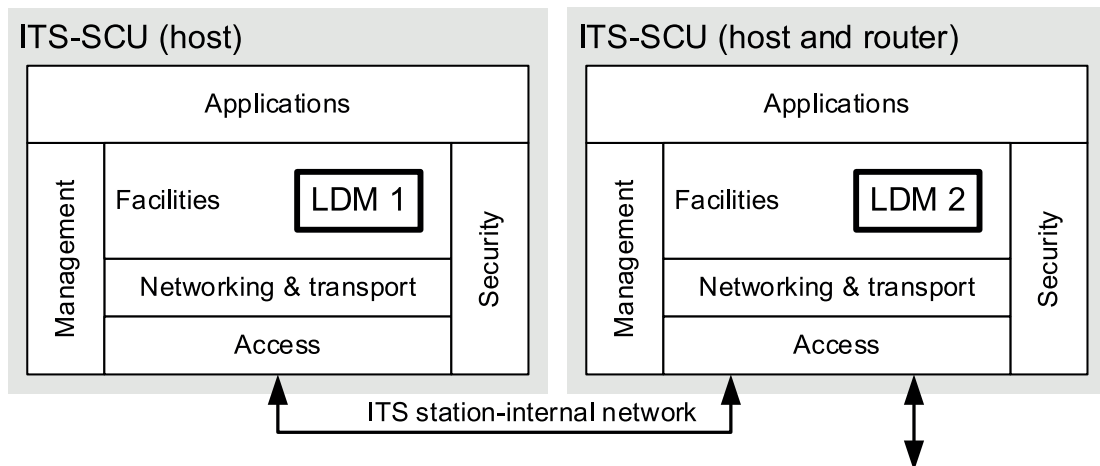 ITS-SCU (host)
Applications
Management
Facilities
LDM 1
Security
Networking & transport
Access
ITS-SCU (host and router)
Applications
Management
Facilities
LDM 2
Security
Networking & transport
Access
ITS station-internal network